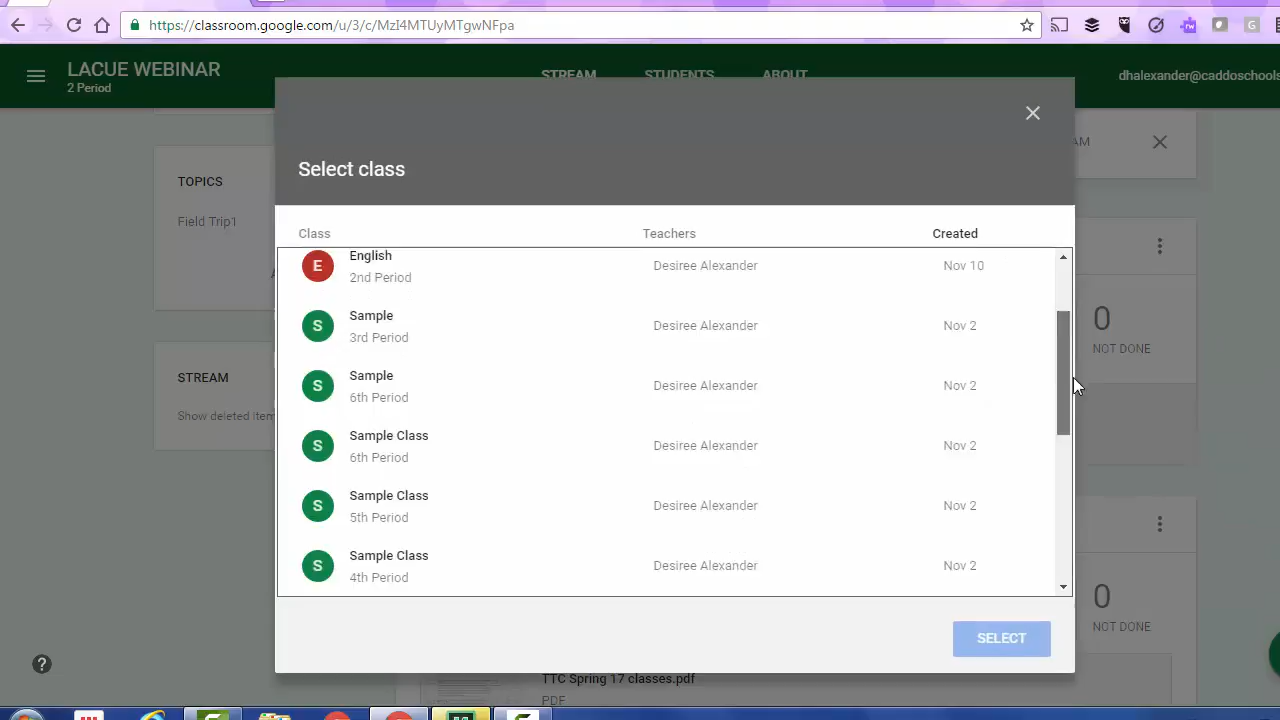 https://classroom.google.com/u/3/c/MzI4MTUyMTgwNFpa
LACUE WEBINAR
2 Period
STREAM
STUDENTS
ABOUT
dhalexander@caddoschools
AM
Select class
TOPICS
Field Trip1
Class
Teachers
Created
E
English
2nd Period
Desiree Alexander
Nov 10
S
Sample
3rd Period
Desiree Alexander
Nov 2
S
Sample
6th Period
Desiree Alexander
Nov 2
S
Sample Class
6th Period
Desiree Alexander
Nov 2
S
Sample Class
5th Period
Desiree Alexander
Nov 2
S
Sample Class
4th Period
Desiree Alexander
Nov 2
0
NOT DONE
STREAM
Show deleted item
0
NOT DONE
SELECT
?
TTC Spring 17 classes.pdf
PDF